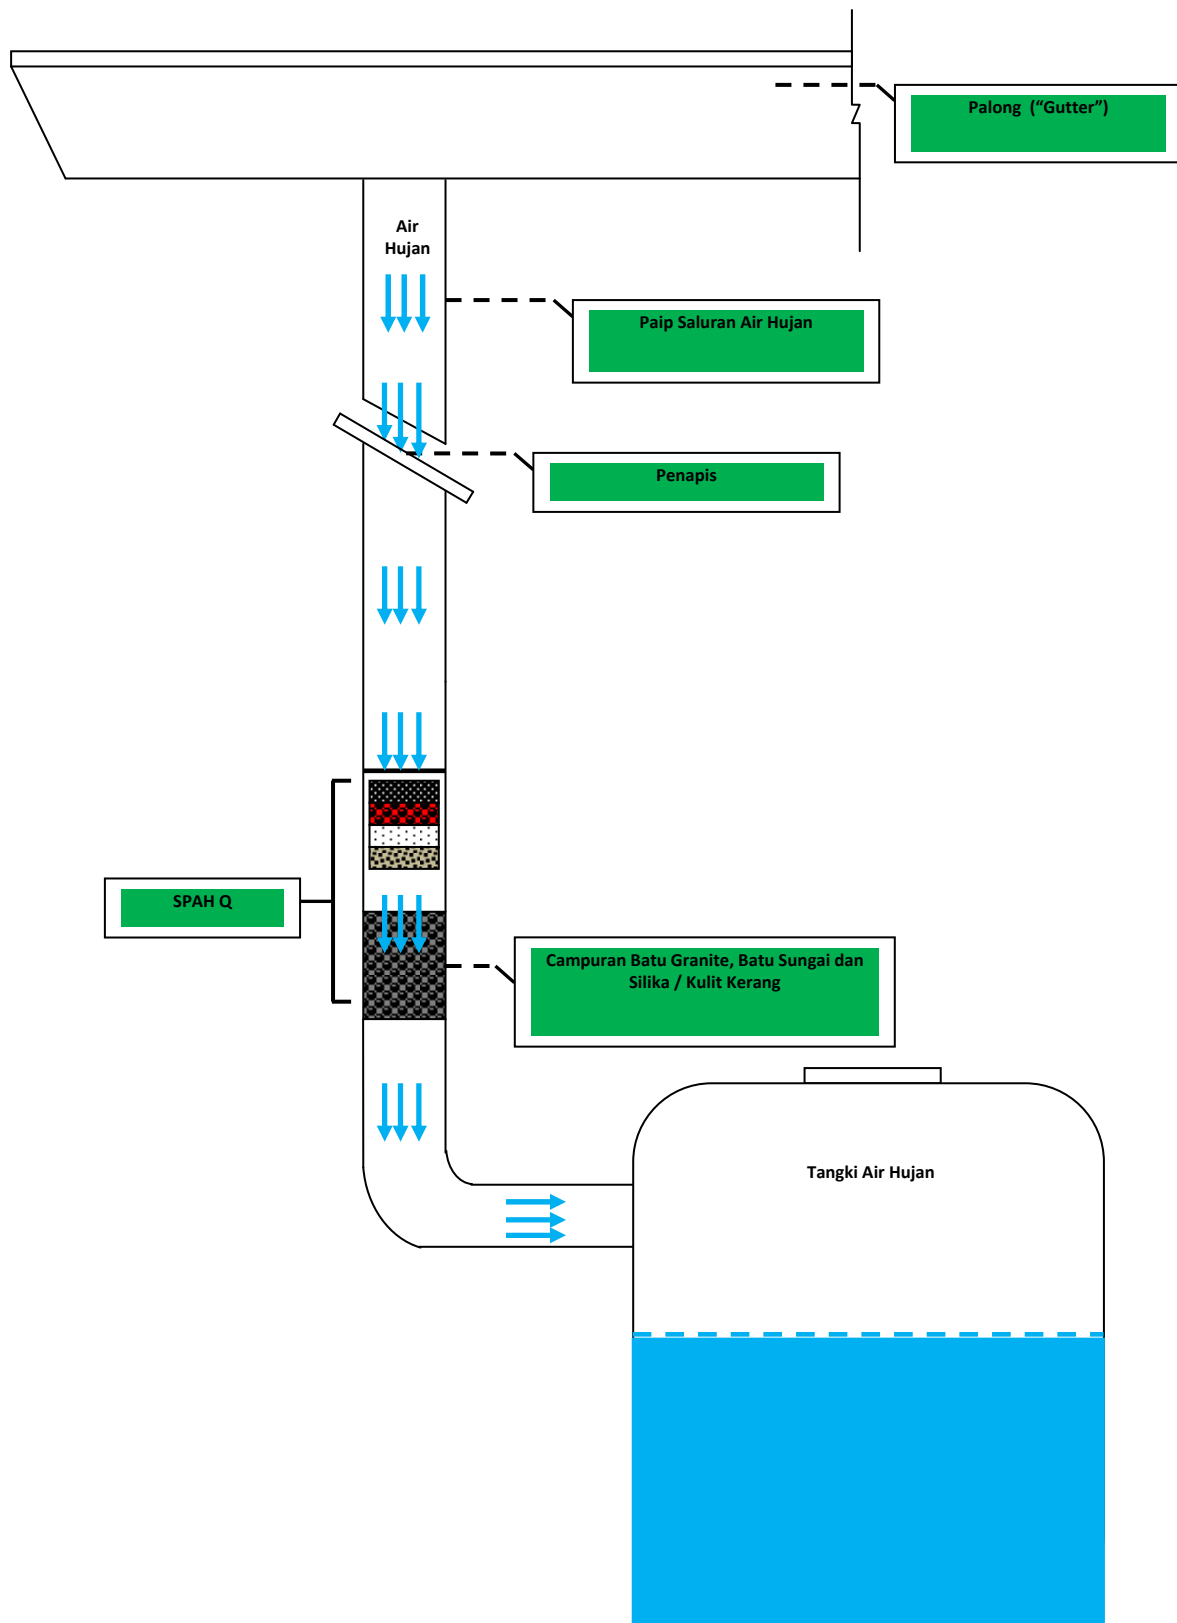 Palong  (“Gutter”)
Air
Hujan
Paip Saluran Air Hujan
Penapis
SPAH Q
Campuran Batu Granite, Batu Sungai dan
Silika / Kulit Kerang
Tangki Air Hujan